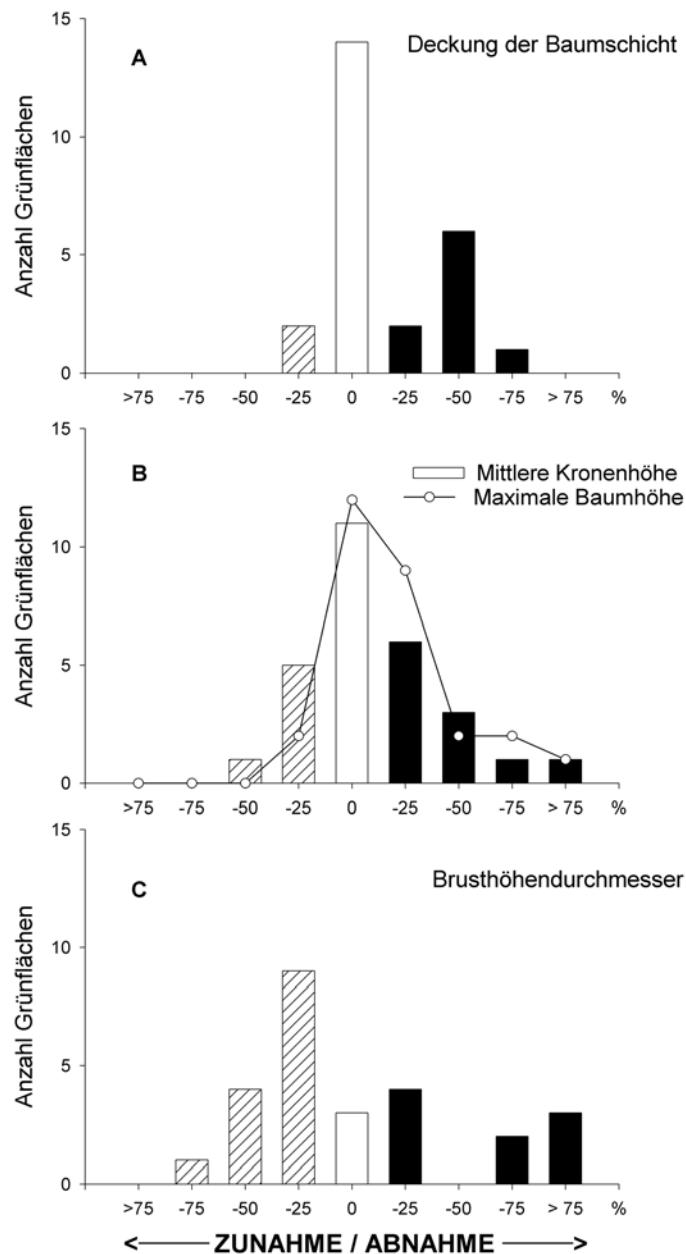 15
A
Deckung der Baumschicht
10
Anzahl Grünflächen
5
0
>75 -75 -50 -25 0 -25 -50 -75 > 75 %
15
B
Mittlere Kronenhöhe
Maximale Baumhöhe
10
Anzahl Grünflächen
5
0
>75 -75 -50 -25 0 -25 -50 -75 > 75 %
15
C
Brusthöhendurchmesser
10
Anzahl Grünflächen
5
0
>75 -75 -50 -25 0 -25 -50 -75 > 75 %
ZUNAHME / ABNAHME